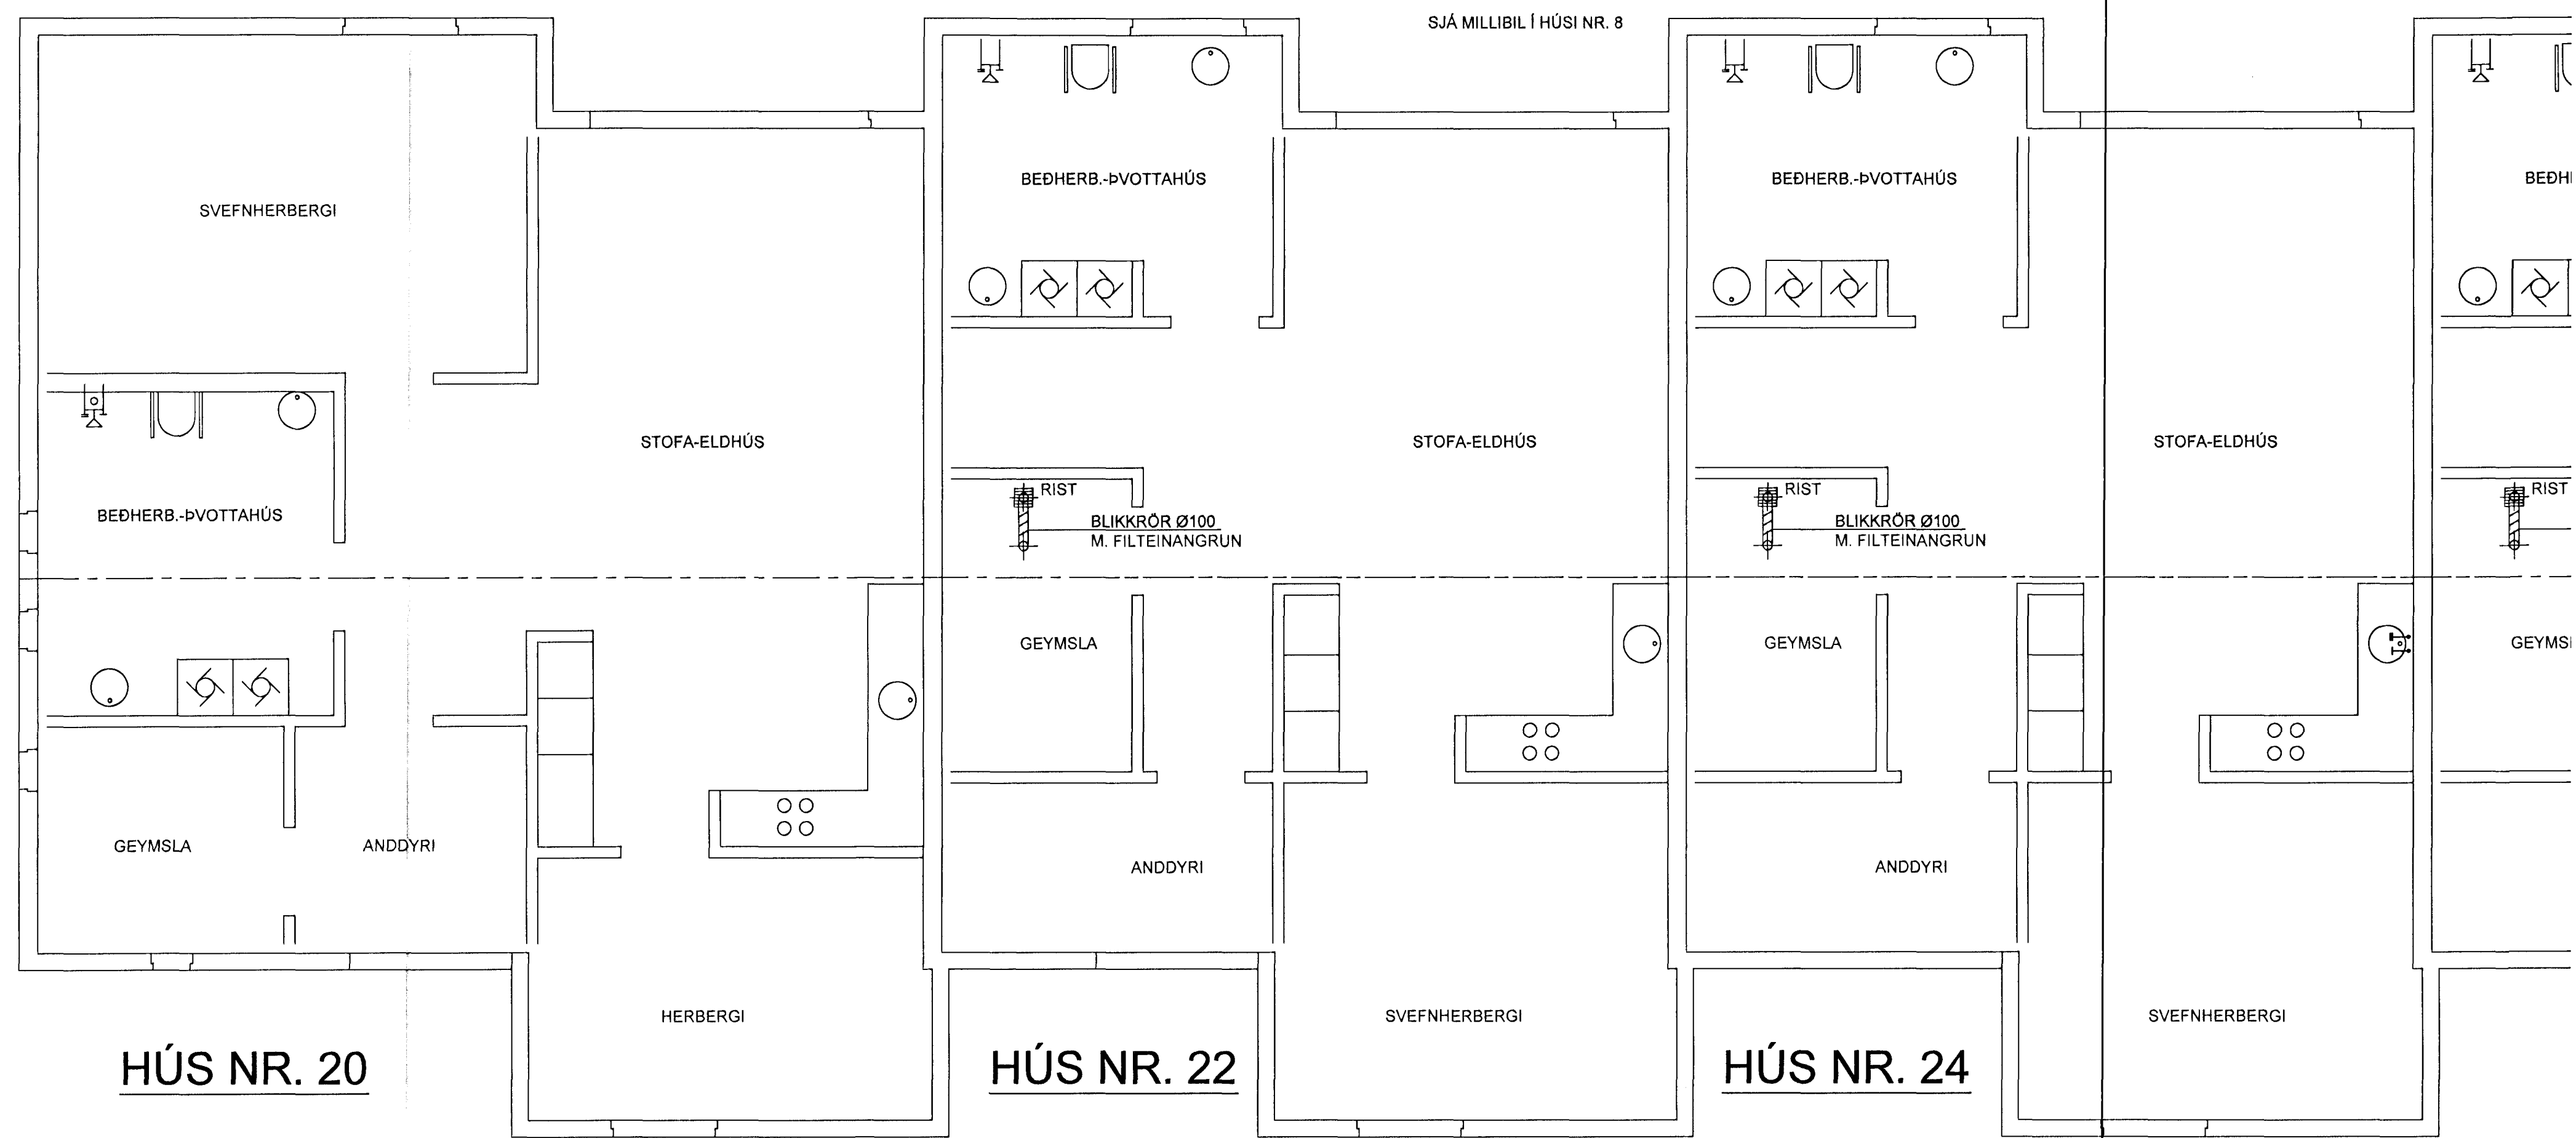 SJÁ MILLIBIL Í HÚSI NR. 8
SVEFNHERBERGI
BEÐHERB.-ÞVOTTAHÚS
STOFA-ELDHÚS
GEYMSLA
ANDDYRI
HERBERGI
HÚS NR. 20
BEÐHERB.-ÞVOTTAHÚS
STOFA-ELDHÚS
RIST
BLIKKRÖR Ø100
M. FILTEINANGRUN
GEYMSLA
ANDDYRI
SVEFNHERBERGI
HÚS NR. 22
BEÐHERB.-ÞVOTTAHÚS
STOFA-ELDHÚS
RIST
BLIKKRÖR Ø100
M. FILTEINANGRUN
GEYMSLA
ANDDYRI
SVEFNHERBERGI
HÚS NR. 24
RIST